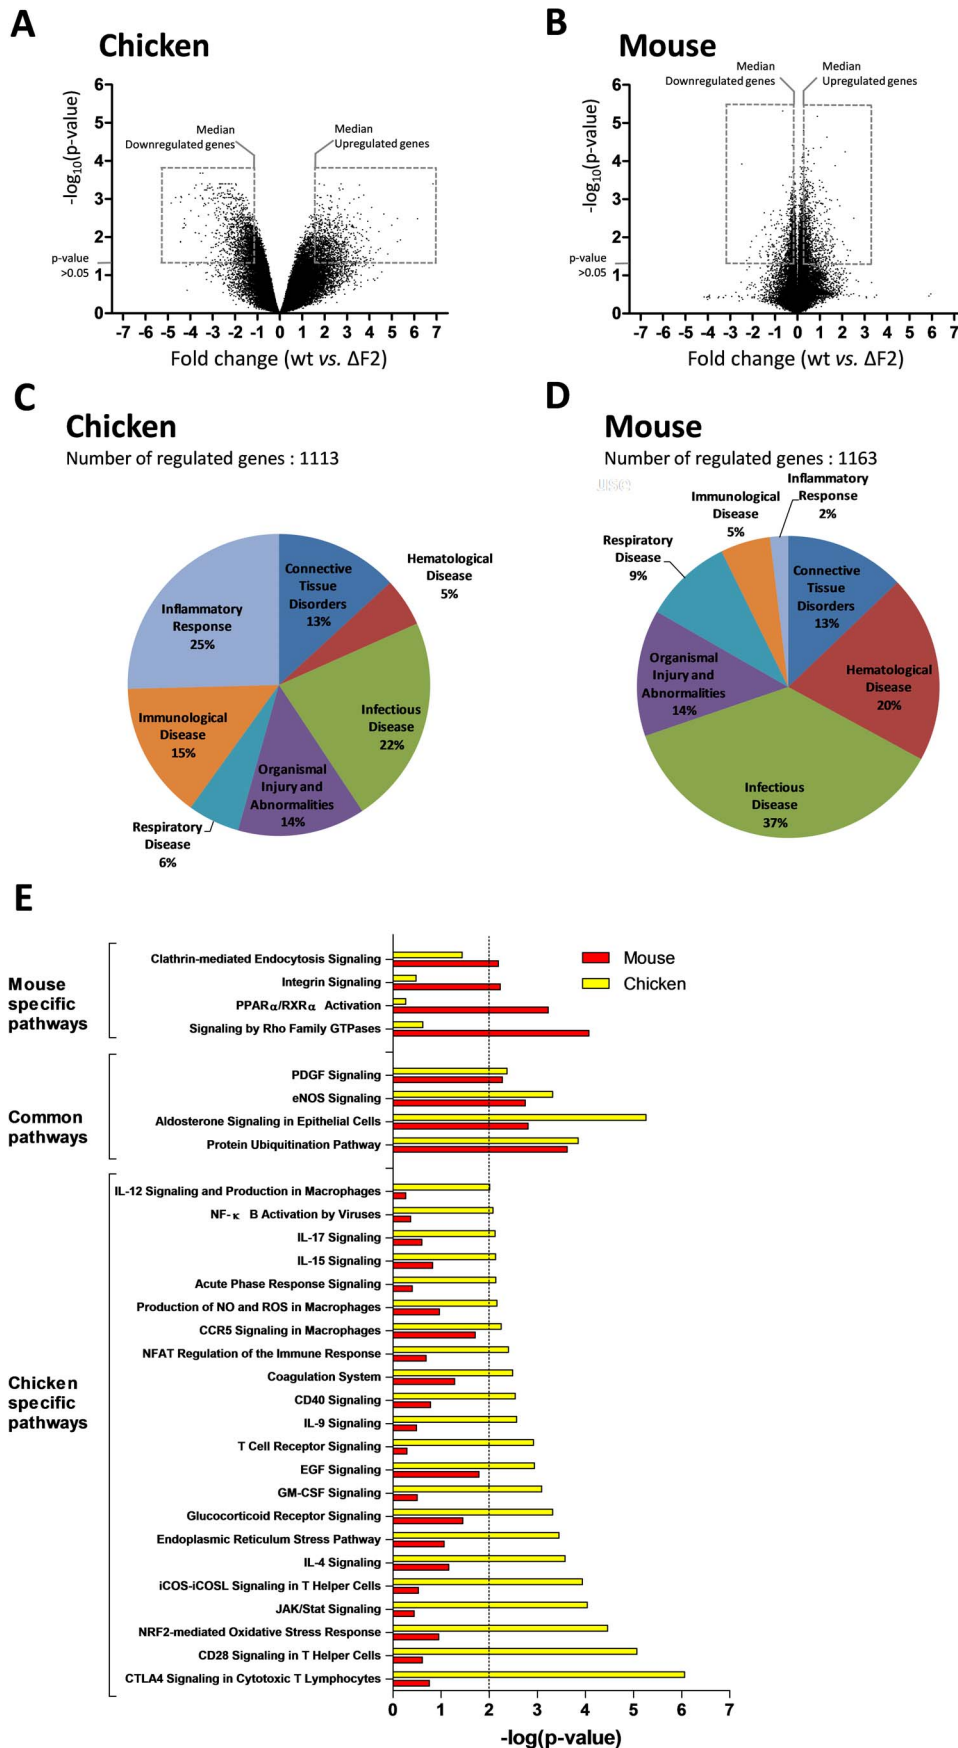 A
Chicken
Median
Downregulated genes
Median
Upregulated genes
-log10(p-value)
6
5
4
3
2
1
0
p-value
>0.05
-7 -6 -5 -4 -3 -2 -1 0 1 2 3 4 5 6 7
Fold change (wt vs. ΔF2)
B
Mouse
Median
Downregulated genes
Median
Upregulated genes
-log10(p-value)
6
5
4
3
2
1
0
p-value
>0.05
-7 -6 -5 -4 -3 -2 -1 0 1 2 3 4 5 6 7
Fold change (wt vs. ΔF2)
C
Chicken
Number of regulated genes : 1113
Connective
Tissue
Disorders
13%
Hematological
Disease
5%
Infectious
Disease
22%
Organismal
Injury and
Abnormalities
14%
Respiratory
Disease
6%
Immunological
Disease
15%
Inflammatory
Response
25%
D
Mouse
Number of regulated genes : 1163
Inflammatory
Response
2%
Immunological
Disease
5%
Respiratory
Disease
9%
Connective
Tissue
Disorders
13%
Hematological
Disease
20%
Organismal
Injury and
Abnormalities
14%
Infectious
Disease
37%
E
Mouse
Chicken
Mouse
specific
pathways
Clathrin-mediated Endocytosis Signaling
Integrin Signaling
PPARα/RXRα Activation
Signaling by Rho Family GTPases
Common
pathways
PDGF Signaling
eNOS Signaling
Aldosterone Signaling in Epithelial Cells
Protein Ubiquitination Pathway
Chicken
specific
pathways
IL-12 Signaling and Production in Macrophages
NF-κ B Activation by Viruses
IL-17 Signaling
IL-15 Signaling
Acute Phase Response Signaling
Production of NO and ROS in Macrophages
CCR5 Signaling in Macrophages
NFAT Regulation of the Immune Response
Coagulation System
CD40 Signaling
IL-9 Signaling
T Cell Receptor Signaling
EGF Signaling
GM-CSF Signaling
Glucocorticoid Receptor Signaling
Endoplasmic Reticulum Stress Pathway
IL-4 Signaling
iCOS-iCOSL Signaling in T Helper Cells
JAK/Stat Signaling
NRF2-mediated Oxidative Stress Response
CD28 Signaling in T Helper Cells
CTLA4 Signaling in Cytotoxic T Lymphocytes
0 1 2 3 4 5 6 7
-log(p-value)